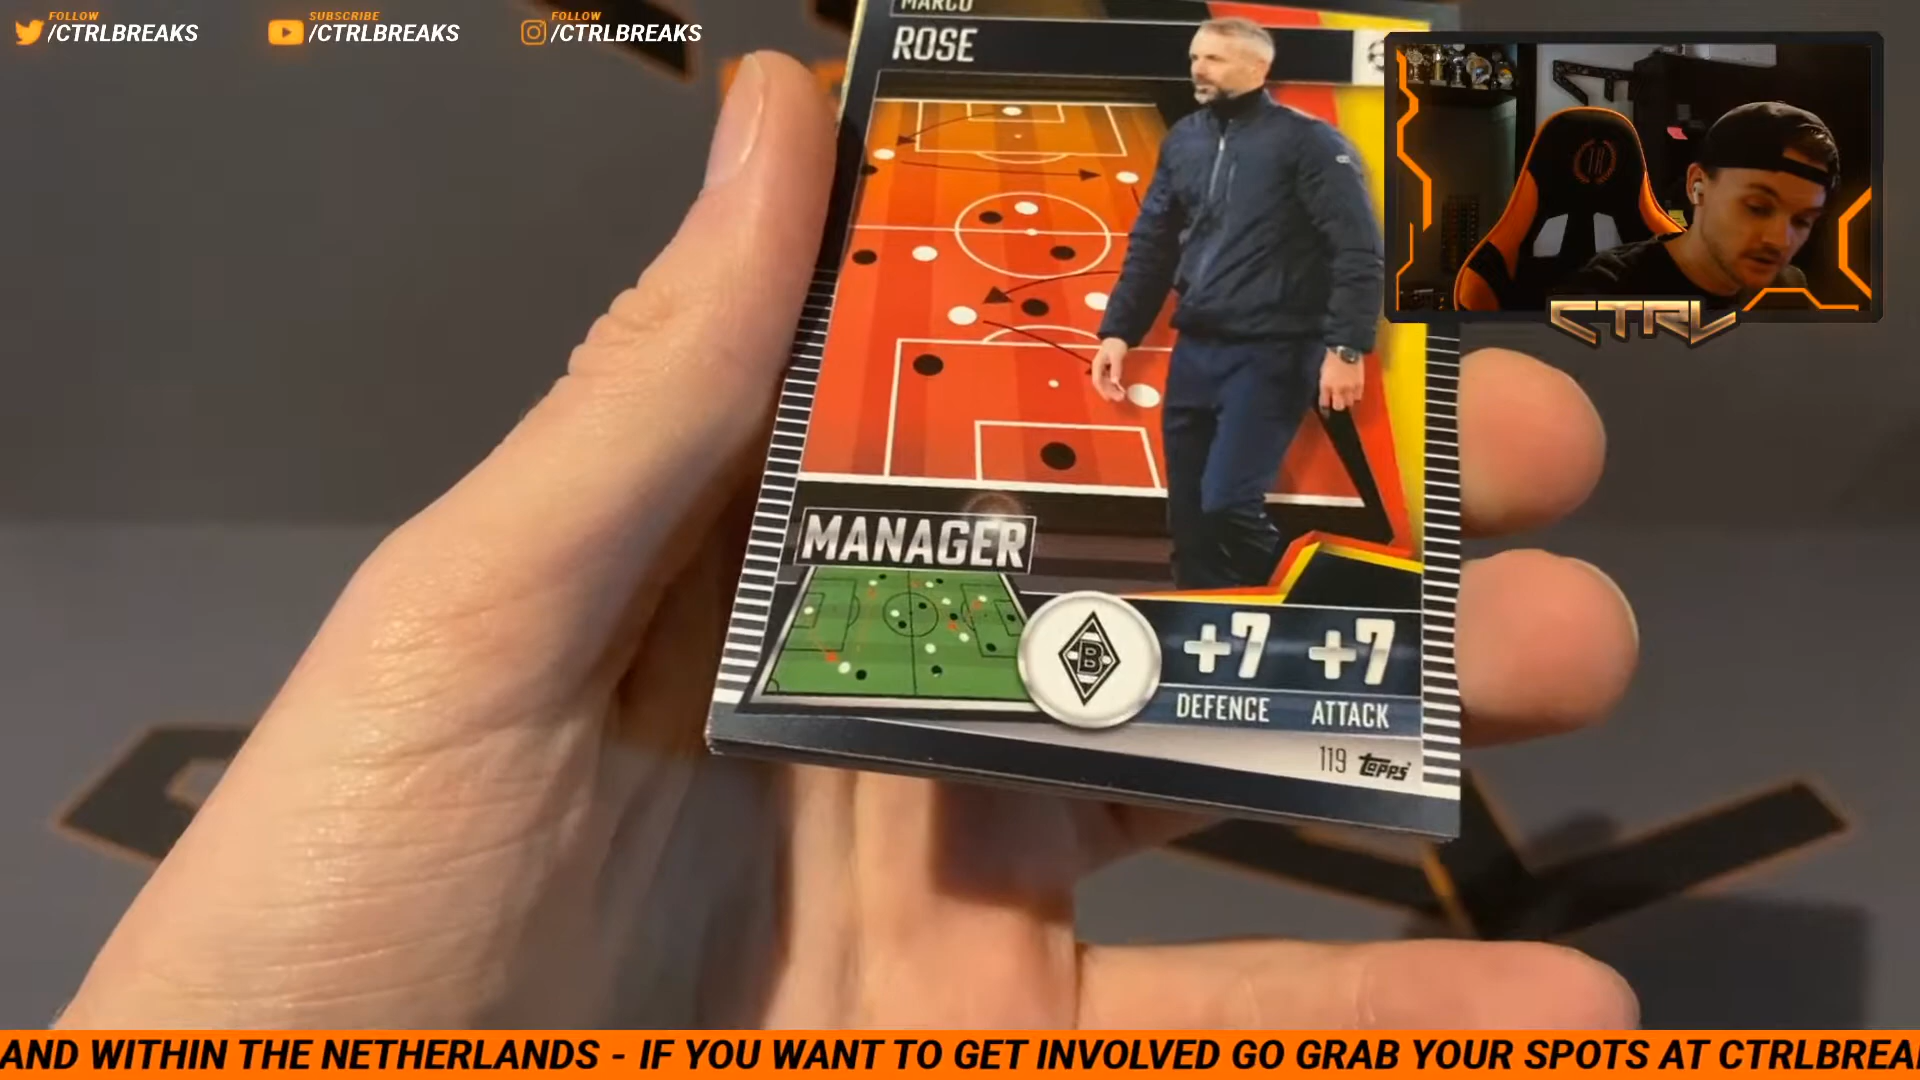 FOLLOW
/CTRLBREAKS
SUBSCRIBE
/CTRLBREAKS
FOLLOW
/CTRLBREAKS
MARCO
ROSE
CTRL
MANAGER
B
+7 +7
DEFENCE ATTACK
119 Topps
AND WITHIN THE NETHERLANDS - IF YOU WANT TO GET INVOLVED GO GRAB YOUR SPOTS AT CTRLBREA